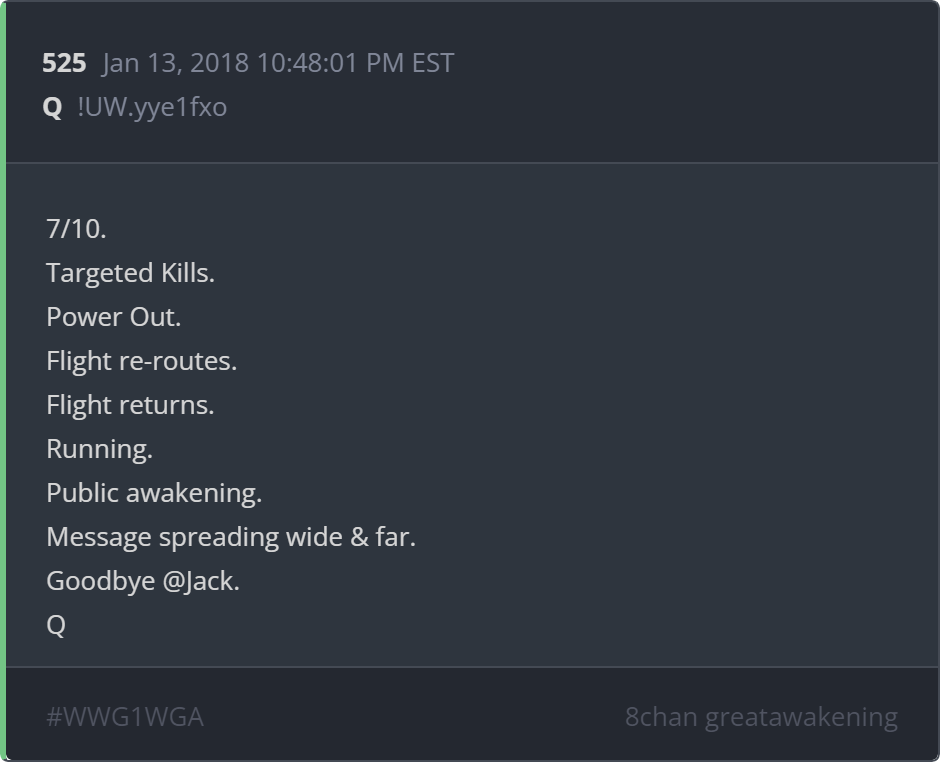 525 Jan 13, 2018 10:48:01 PM EST
Q !UW.yye1fxo
7/10.
Targeted Kills.
Power Out.
Flight re-routes.
Flight returns.
Running.
Public awakening.
Message spreading wide & far.
Goodbye @Jack.
Q
#WWG1WGA 8chan greatawakening